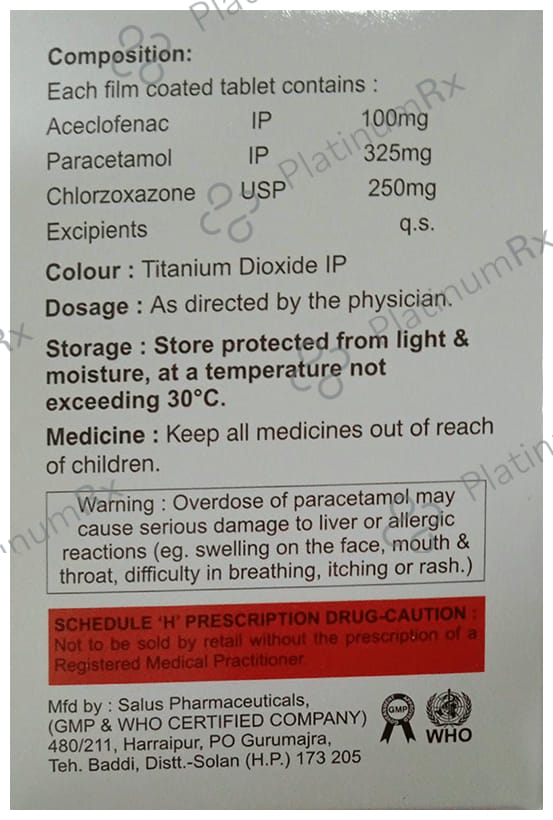 Composition:
Each film coated tablet contains :
Aceclofenac IP 100mg
Paracetamol IP 325mg
Chlorzoxazone USP 250mg
Excipients q.s.
Colour : Titanium Dioxide IP
Dosage : As directed by the physician.
Storage : Store protected from light &
moisture, at a temperature not
exceeding 30°C.
Medicine : Keep all medicines out of reach
of children.
Warning : Overdose of paracetamol may
cause serious damage to liver or allergic
reactions (eg. swelling on the face, mouth &
throat, difficulty in breathing, itching or rash.)
SCHEDULE 'H' PRESCRIPTION DRUG-CAUTION :
Not to be sold by retail without the prescription of a
Registered Medical Practitioner.
Mfd by : Salus Pharmaceuticals,
(GMP & WHO CERTIFIED COMPANY)
480/211, Harraipur, PO Gurumajra,
Teh. Baddi, Distt.-Solan (H.P.) 173 205
GMP
WHO
PlatinumRx
PlatinumRx